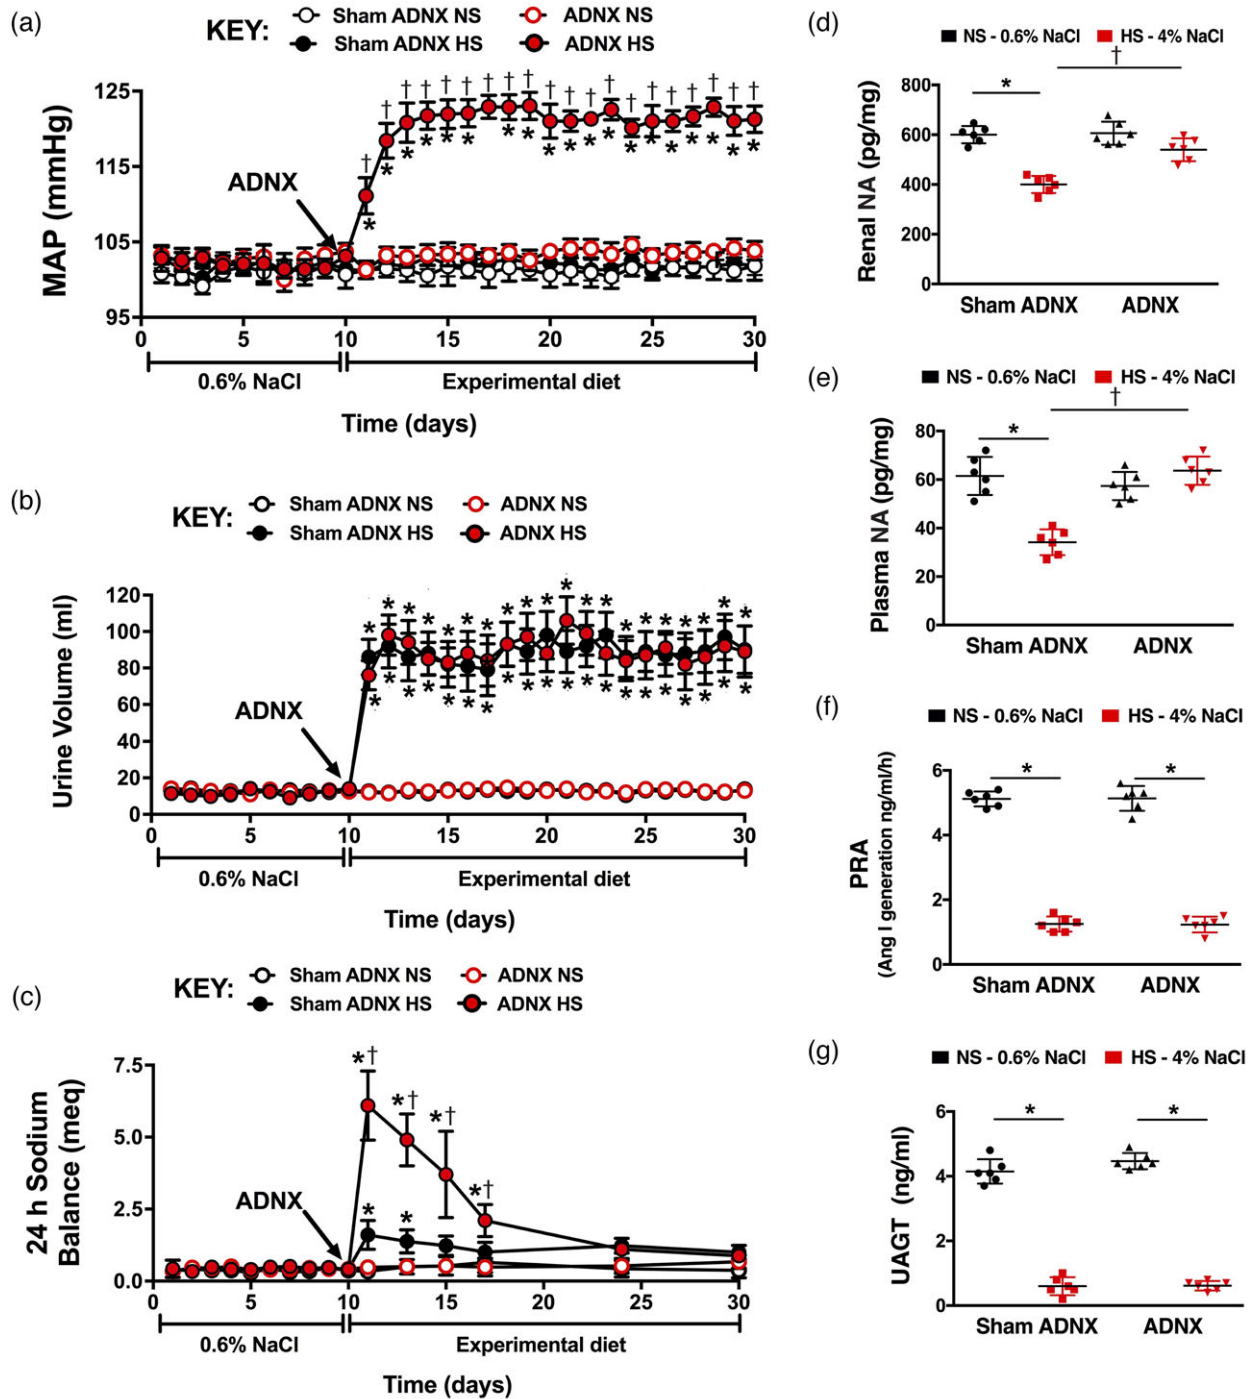 (a)
KEY: Sham ADNX NS ADNX NS
Sham ADNX HS ADNX HS
MAP (mmHg)
125
115
105
95
ADNX
† † † † † † † † † † † † † † † † † † † †
* * * * * * * * * * * * * * * * * * *
0 5 10 15 20 25 30
0.6% NaCl Experimental diet
Time (days)
(b)
KEY: Sham ADNX NS ADNX NS
Sham ADNX HS ADNX HS
Urine Volume (ml)
120
100
80
60
40
20
0
ADNX
* * * * * * * * * * * * * * * * * * * *
* * * * * * * * * * * * * * * * * * * *
0 5 10 15 20 25 30
0.6% NaCl Experimental diet
Time (days)
(c)
KEY: Sham ADNX NS ADNX NS
Sham ADNX HS ADNX HS
24 h Sodium
Balance (meq)
7.5
5.0
2.5
0.0
ADNX
*† *† *† *†
* *
0 5 10 15 20 25 30
0.6% NaCl Experimental diet
Time (days)
(d)
NS - 0.6% NaCl HS - 4% NaCl
Renal NA (pg/mg)
800
600
400
200
0
* †
Sham ADNX ADNX
(e)
NS - 0.6% NaCl HS - 4% NaCl
Plasma NA (pg/mg)
80
60
40
20
0
* †
Sham ADNX ADNX
(f)
NS - 0.6% NaCl HS - 4% NaCl
PRA
(Ang I generation ng/ml/h)
6
4
2
0
* *
Sham ADNX ADNX
(g)
NS - 0.6% NaCl HS - 4% NaCl
UAGT (ng/ml)
6
4
2
0
* *
Sham ADNX ADNX